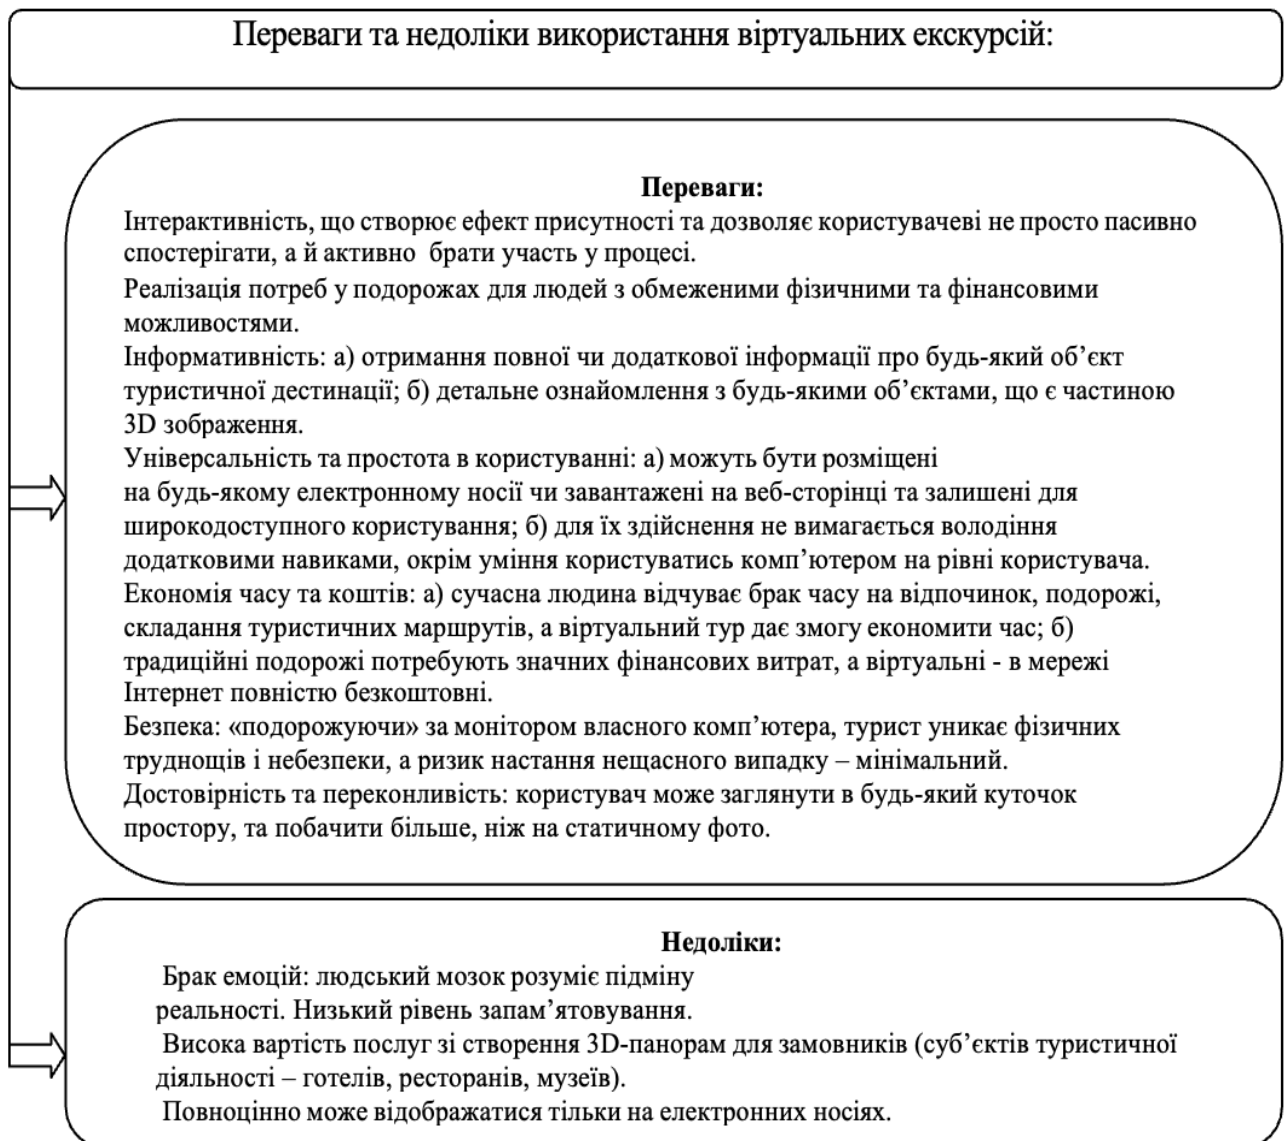 Переваги та недоліки використання віртуальних екскурсій:
Переваги:
Інтерактивність, що створює ефект присутності та дозволяє користувачеві не просто пасивно
спостерігати, а й активно брати участь у процесі.
Реалізація потреб у подорожах для людей з обмеженими фізичними та фінансовими
можливостями.
Інформативність: а) отримання повної чи додаткової інформації про будь-який об’єкт
туристичної дестинації; б) детальне ознайомлення з будь-якими об’єктами, що є частиною
3D зображення.
Універсальність та простота в користуванні: а) можуть бути розміщені
на будь-якому електронному носії чи завантажені на веб-сторінці та залишені для
широкодоступного користування; б) для їх здійснення не вимагається володіння
додатковими навиками, окрім уміння користуватись комп’ютером на рівні користувача.
Економія часу та коштів: а) сучасна людина відчуває брак часу на відпочинок, подорожі,
складання туристичних маршрутів, а віртуальний тур дає змогу економити час; б)
традиційні подорожі потребують значних фінансових витрат, а віртуальні - в мережі
Інтернет повністю безкоштовні.
Безпека: «подорожуючи» за монітором власного комп’ютера, турист уникає фізичних
труднощів і небезпеки, а ризик настання нещасного випадку – мінімальний.
Достовірність та переконливість: користувач може заглянути в будь-який куточок
простору, та побачити більше, ніж на статичному фото.
Недоліки:
Брак емоцій: людський мозок розуміє підміну
реальності. Низький рівень запам’ятовування.
Висока вартість послуг зі створення 3D-панорам для замовників (суб’єктів туристичної
діяльності – готелів, ресторанів, музеїв).
Повноцінно може відображатися тільки на електронних носіях.